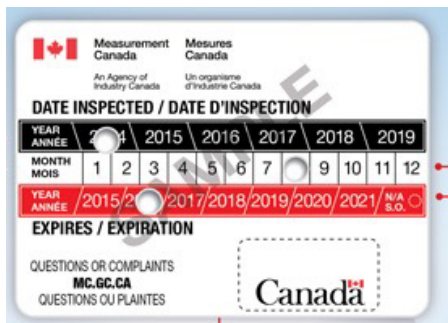 Measurement Canada
Mesures Canada
An Agency of Industry Canada
Un organisme d'Industrie Canada
DATE INSPECTED / DATE D'INSPECTION
YEAR ANNÉE 2015 2016 2017 2018 2019
MONTH MOIS 1 2 3 4 5 6 7 9 10 11 12
YEAR ANNÉE 2015 2017 2018 2019 2020 2021 N/A S.O.
EXPIRES / EXPIRATION
QUESTIONS OR COMPLAINTS
MC.GC.CA
QUESTIONS OU PLAINTES
Canada
SAMPLE